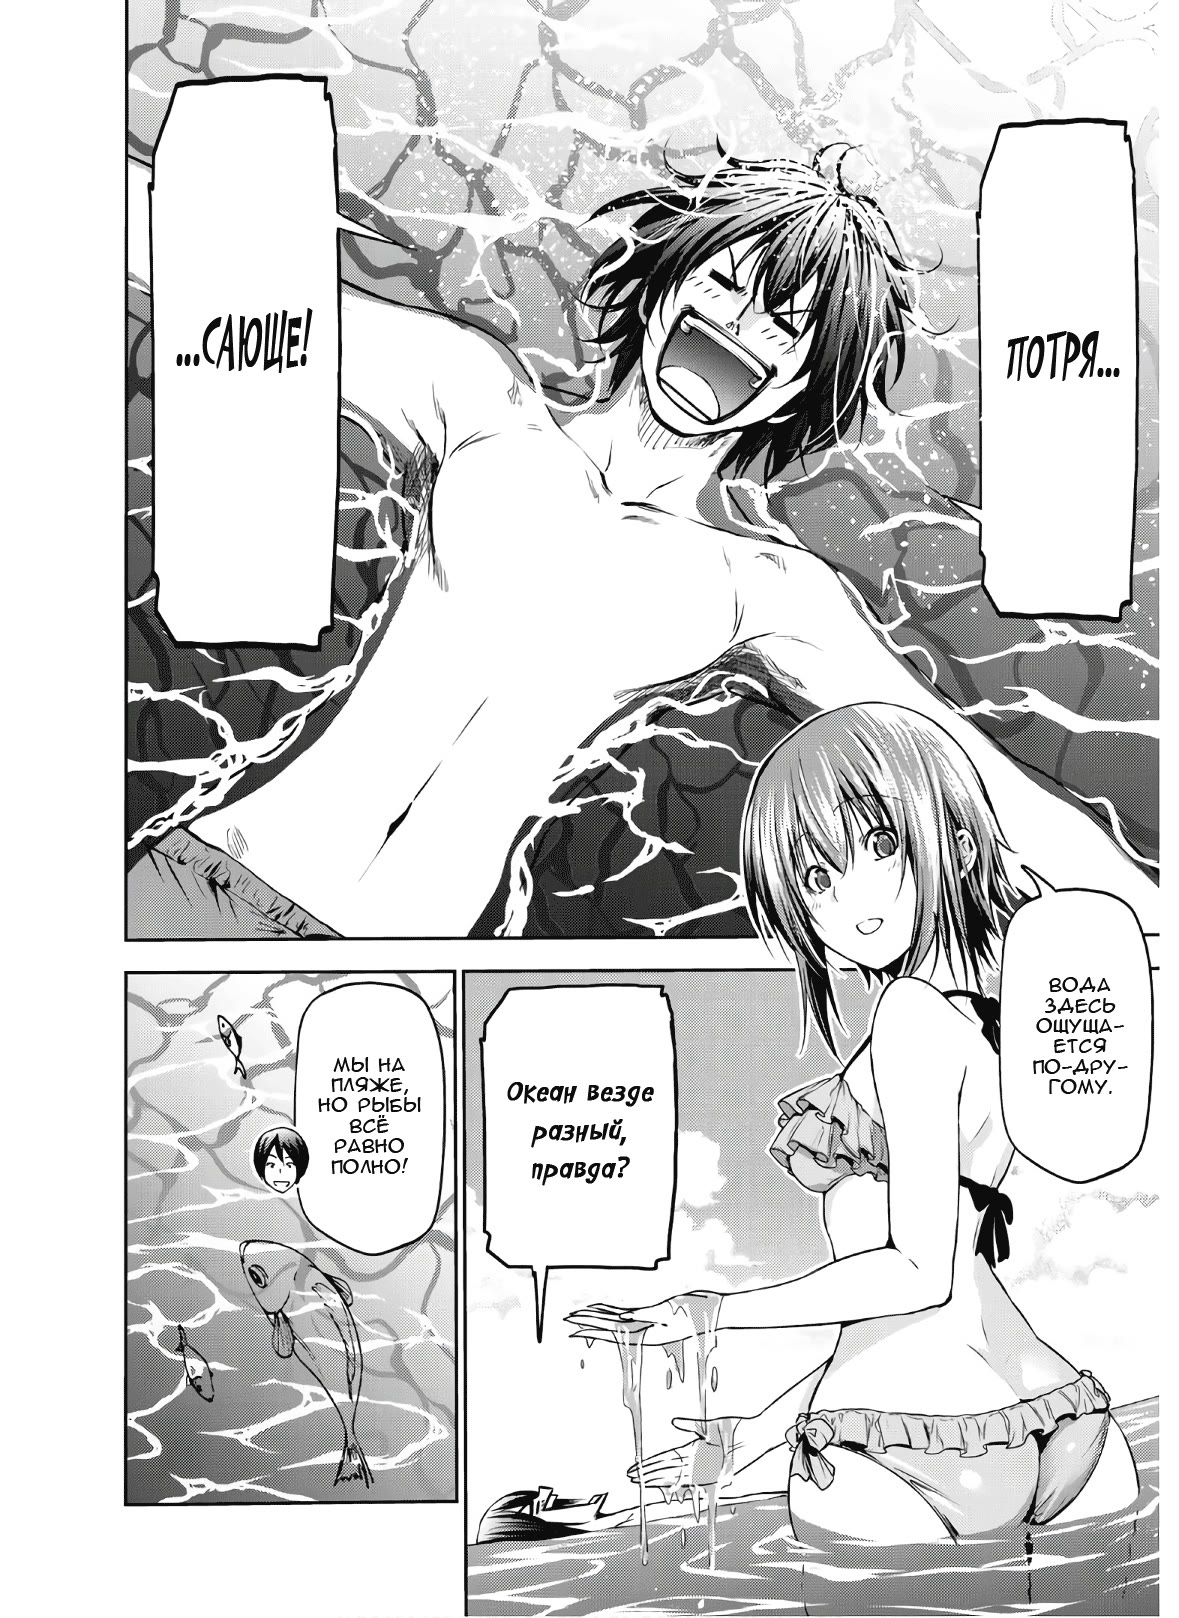 ПОТРЯ...
...САЮЩЕ!
ВОДА
ЗДЕСЬ
ОЩУЩА-
ЕТСЯ
ПО-ДРУ-
ГОМУ.
Океан везде
разный,
правда?
МЫ НА
ПЛЯЖЕ,
НО РЫБЫ
ВСЁ
РАВНО
ПОЛНО!